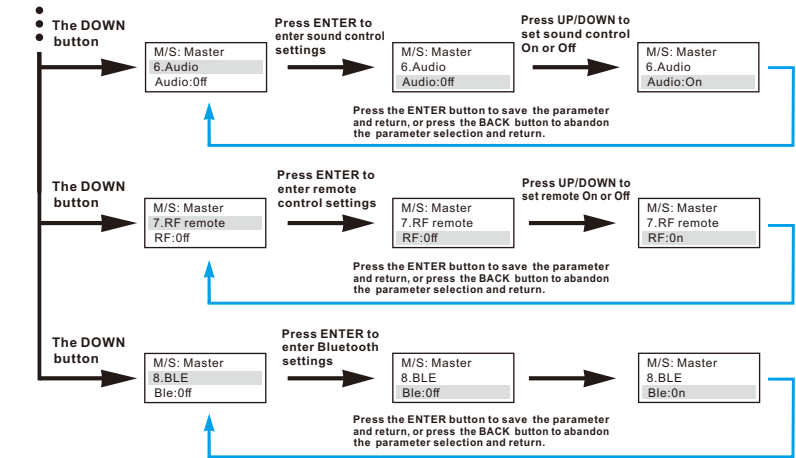 The DOWN
button
M/S: Master
6.Audio
Audio:0ff
Press ENTER to
enter sound control
settings
M/S: Master
6.Audio
Audio:0ff
Press UP/DOWN to
set sound control
On or Off
M/S: Master
6.Audio
Audio:On
Press the ENTER button to save the parameter
and return, or press the BACK button to abandon
the parameter selection and return.
The DOWN
button
M/S: Master
7.RF remote
RF:0ff
Press ENTER to
enter remote
control settings
M/S: Master
7.RF remote
RF:0ff
Press UP/DOWN to
set remote On or Off
M/S: Master
7.RF remote
RF:0n
Press the ENTER button to save the parameter
and return, or press the BACK button to abandon
the parameter selection and return.
The DOWN
button
M/S: Master
8.BLE
Ble:0ff
Press ENTER to
enter Bluetooth
settings
M/S: Master
8.BLE
Ble:0ff
M/S: Master
8.BLE
Ble:0n
Press the ENTER button to save the parameter
and return, or press the BACK button to abandon
the parameter selection and return.